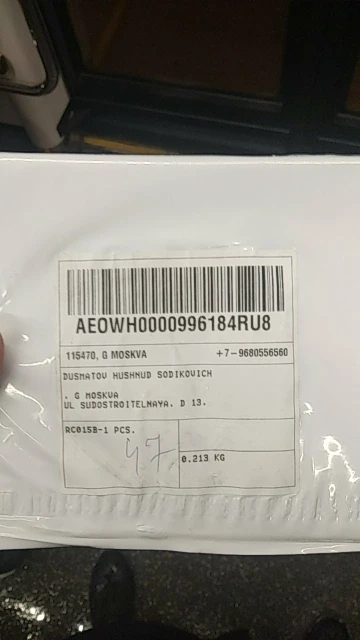 AEOWH0000996184RU8
115470, G MOSKVA +7-9680556560
DUSMATOV HUSHNUD SODIKOVICH
. G MOSKVA
UL SUDOSTROITELNAYA. D 13.
RC015B-1 PCS.
47
0.213 KG